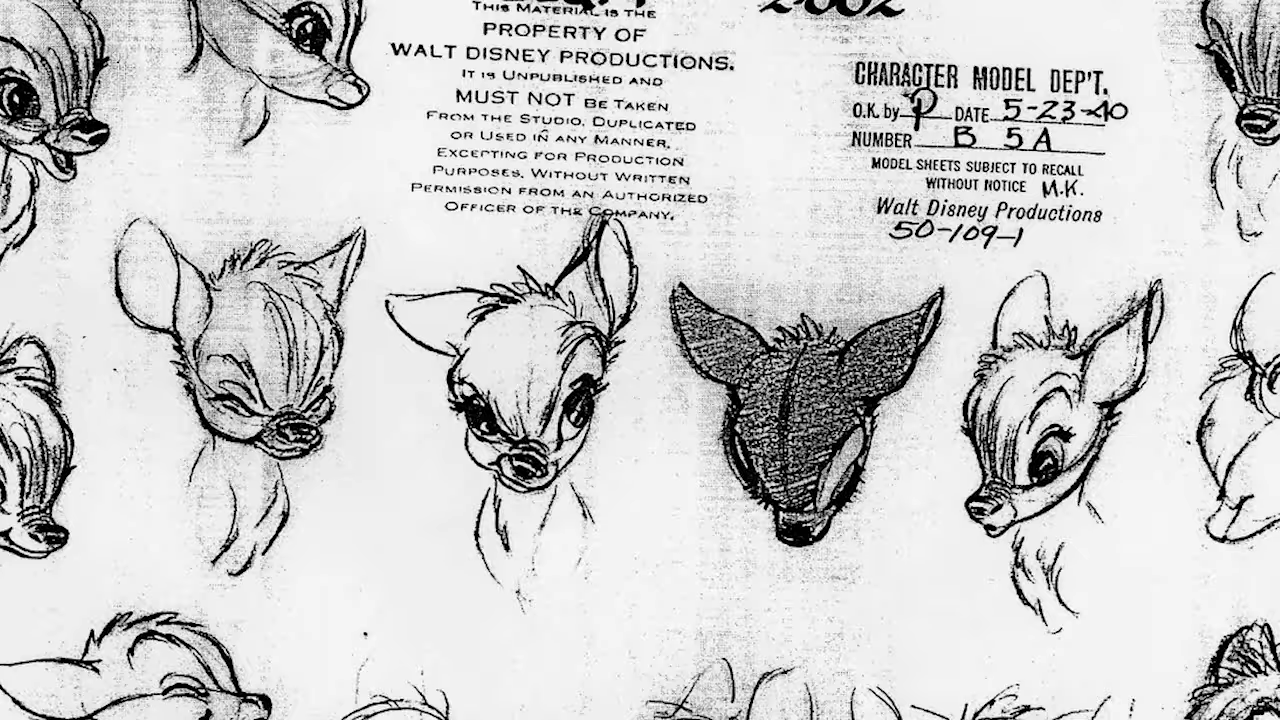 2002
THIS MATERIAL IS THE
PROPERTY OF
WALT DISNEY PRODUCTIONS.
IT IS UNPUBLISHED AND
MUST NOT BE TAKEN
FROM THE STUDIO, DUPLICATED
OR USED IN ANY MANNER,
EXCEPTING FOR PRODUCTION
PURPOSES, WITHOUT WRITTEN
PERMISSION FROM AN AUTHORIZED
OFFICER OF THE COMPANY.
CHARACTER MODEL DEP'T.
O.K. by P DATE 5-23-40
NUMBER B 5A
MODEL SHEETS SUBJECT TO RECALL
WITHOUT NOTICE M.K.
Walt Disney Productions
50-109-1